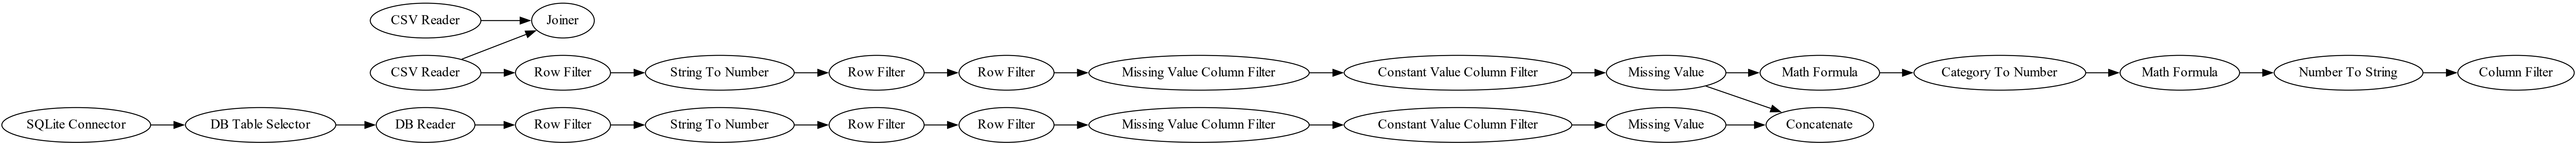 CSV Reader
Joiner
CSV Reader
Row Filter
String To Number
Row Filter
Row Filter
Missing Value Column Filter
Constant Value Column Filter
Missing Value
Math Formula
Category To Number
Math Formula
Number To String
Column Filter
SQLite Connector
DB Table Selector
DB Reader
Row Filter
String To Number
Row Filter
Row Filter
Missing Value Column Filter
Constant Value Column Filter
Missing Value
Concatenate